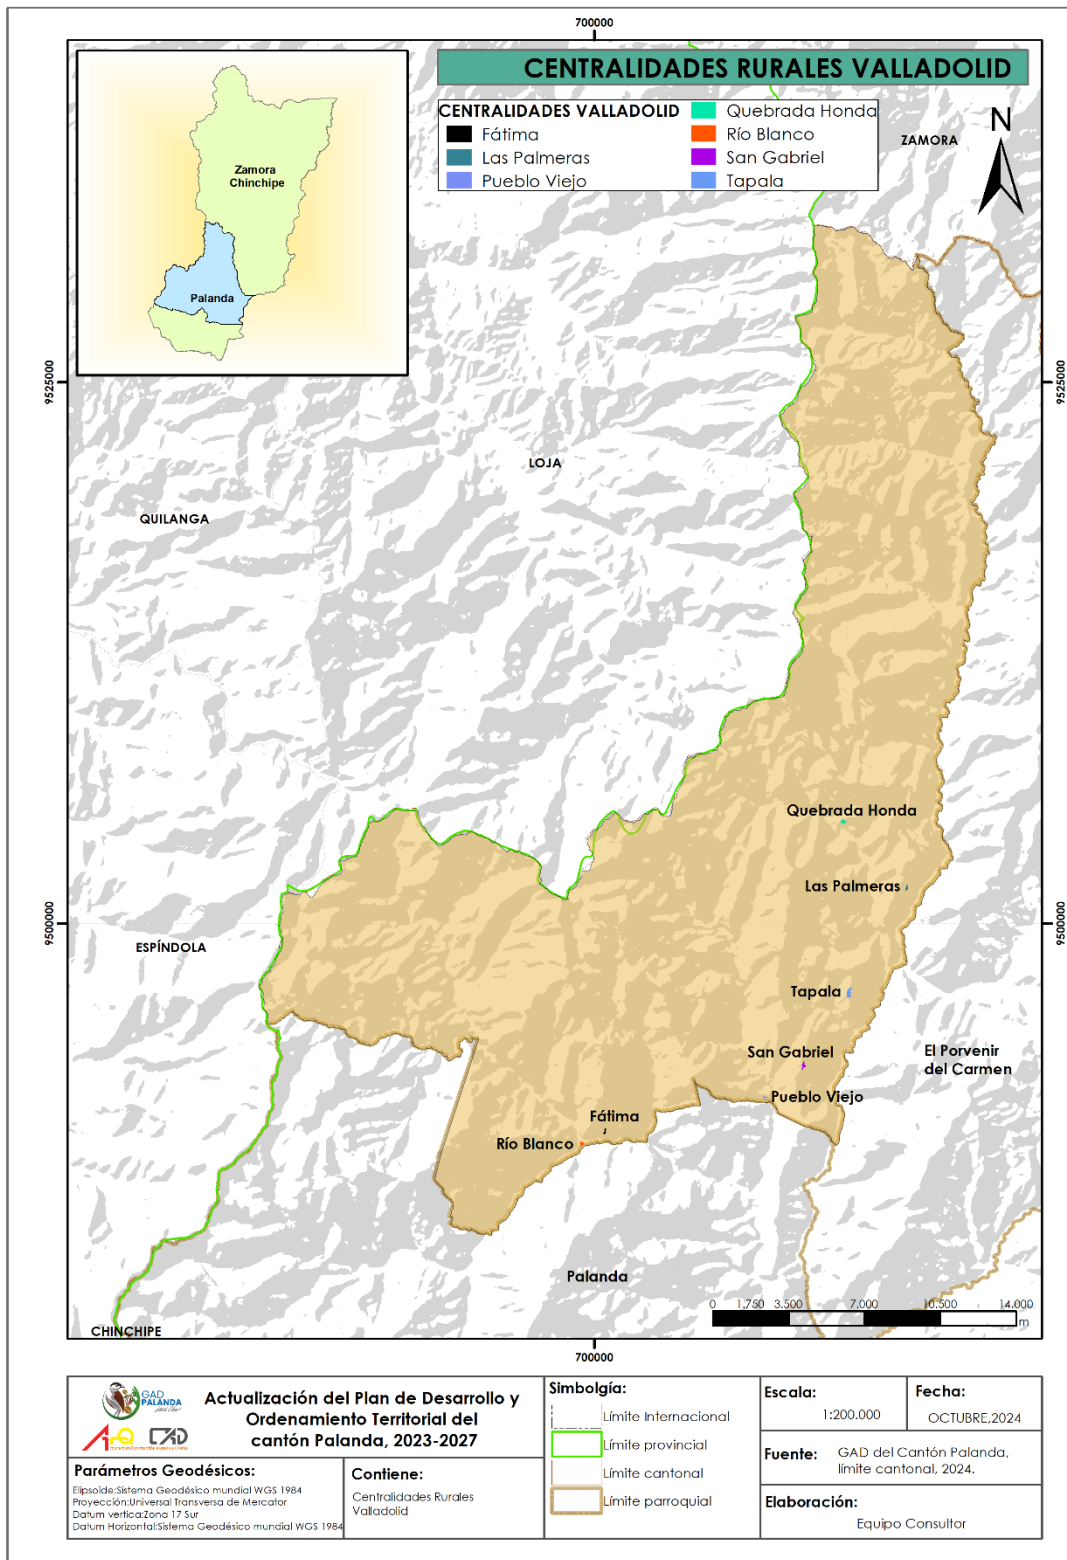 700000
CENTRALIDADES RURALES VALLADOLID
CENTRALIDADES VALLADOLID
Fátima
Las Palmeras
Pueblo Viejo
Quebrada Honda
Río Blanco
San Gabriel
Tapala
N
ZAMORA
Zamora
Chinchipe
Palanda
9525000
9525000
LOJA
QUILANGA
Quebrada Honda
Las Palmeras
9500000
9500000
ESPÍNDOLA
Tapala
San Gabriel
El Porvenir
del Carmen
Pueblo Viejo
Fátima
Río Blanco
Palanda
0 1.750 3.500 7.000 10.500 14.000
m
CHINCHIPE
700000
GAD
PALANDA
Actualización del Plan de Desarrollo y
Ordenamiento Territorial del
cantón Palanda, 2023-2027
Parámetros Geodésicos:
Elipsoide:Sistema Geodésico mundial WGS 1984
Proyección:Universal Transversa de Mercator
Datum vertica:Zona 17 Sur
Datum Horizontal:Sistema Geodésico mundial WGS 1984
Contiene:
Centralidades Rurales
Valladolid
Simbolgía:
Límite Internacional
Límite provincial
Límite cantonal
Límite parroquial
Escala:
1:200.000
Fecha:
OCTUBRE,2024
Fuente: GAD del Cantón Palanda,
límite cantonal, 2024.
Elaboración:
Equipo Consultor